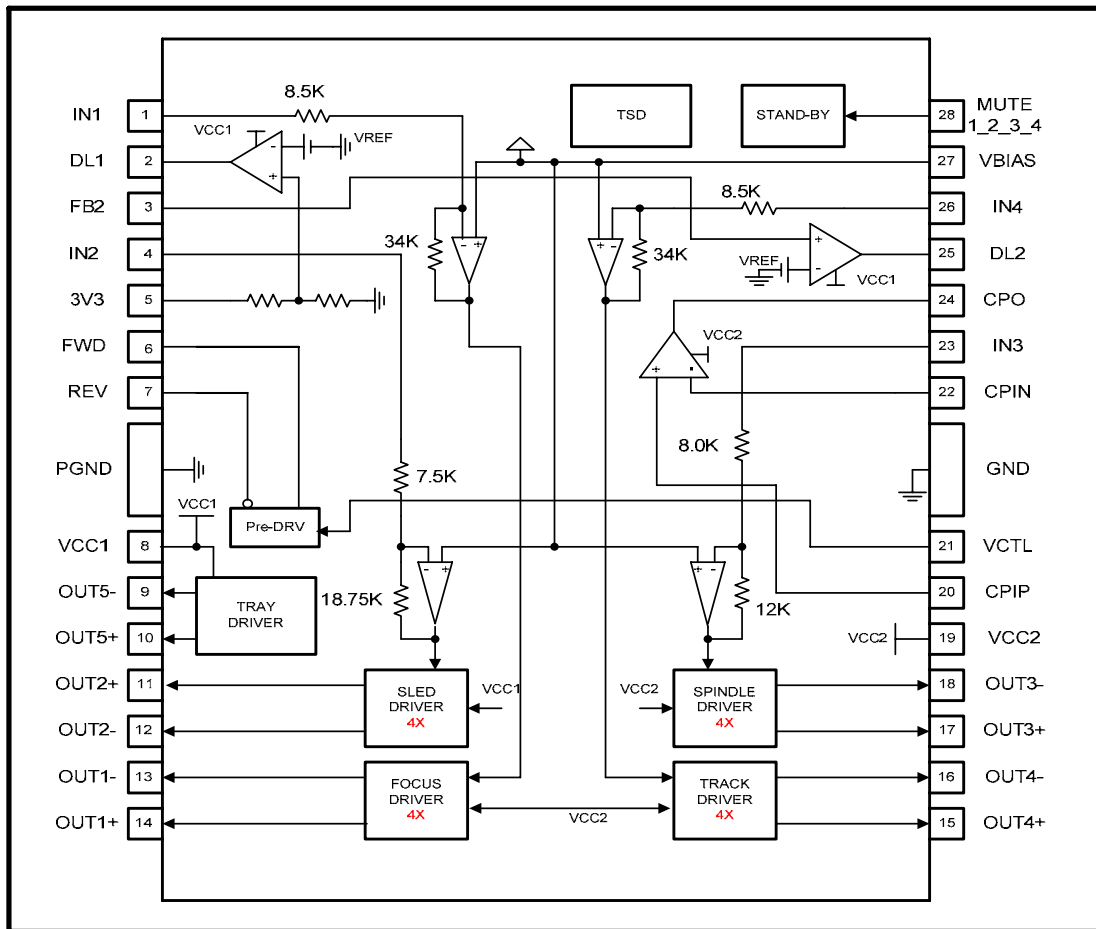 IN1
1
8.5K
TSD
STAND-BY
28
MUTE
1_2_3_4
VCC1
VREF
-
+
DL1
2
27
VBIAS
FB2
3
8.5K
26
IN4
34K
- +
+ -
34K
IN2
4
+
-
VREF
VCC1
25
DL2
3V3
5
24
CPO
VCC2
FWD
6
+
23
IN3
REV
7
22
CPIN
8.0K
PGND
7.5K
GND
VCC1
Pre-DRV
VCC1
8
21
VCTL
- +
+ -
OUT5-
9
TRAY
DRIVER
18.75K
12K
20
CPIP
OUT5+
10
VCC2
19
VCC2
OUT2+
11
SLED
DRIVER
4X
VCC1
VCC2
SPINDLE
DRIVER
4X
18
OUT3-
OUT2-
12
17
OUT3+
OUT1-
13
FOCUS
DRIVER
4X
VCC2
TRACK
DRIVER
4X
16
OUT4-
OUT1+
14
15
OUT4+